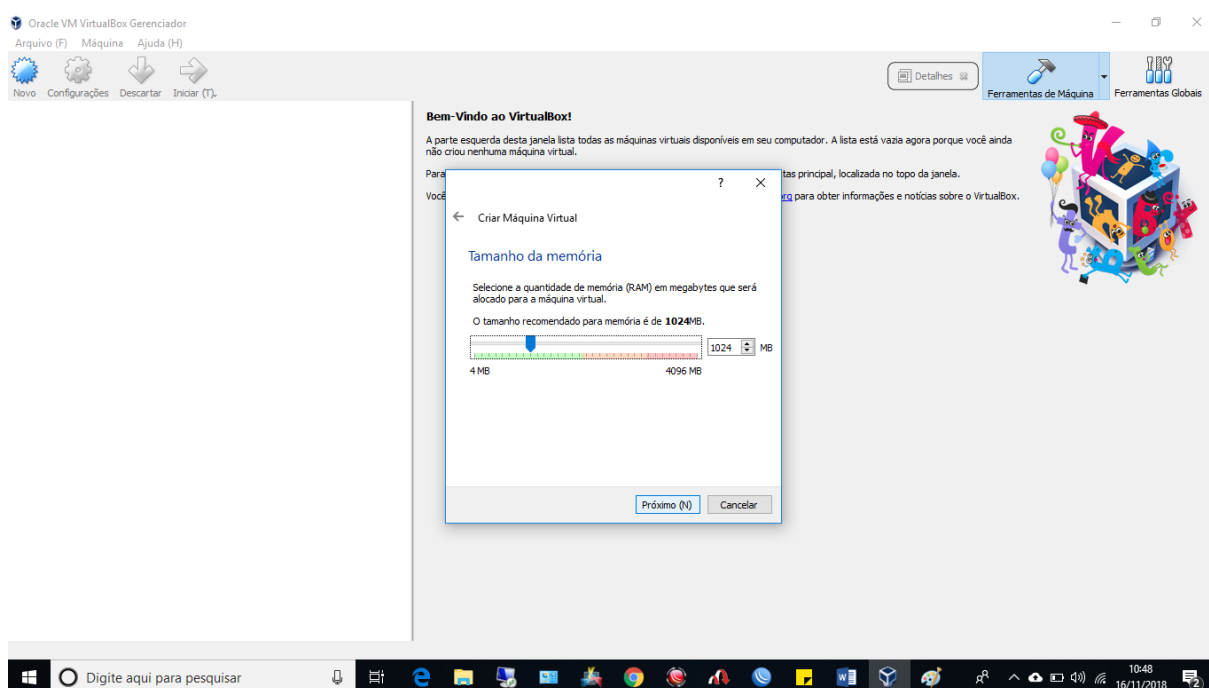 Oracle VM VirtualBox Gerenciador
Arquivo (F) Máquina Ajuda (H)
Novo Configurações Descartar Iniciar (T)
Detalhes
Ferramentas de Máquina Ferramentas Globais
Bem-Vindo ao VirtualBox!
A parte esquerda desta janela lista todas as máquinas virtuais disponíveis em seu computador. A lista está vazia agora porque você ainda
não criou nenhuma máquina virtual.
Para tas principal, localizada no topo da janela.
Você org para obter informações e notícias sobre o VirtualBox.
?
Criar Máquina Virtual
Tamanho da memória
Selecione a quantidade de memória (RAM) em megabytes que será
alocado para a máquina virtual.
O tamanho recomendado para memória é de 1024MB.
1024 MB
4 MB 4096 MB
Próximo (N) Cancelar
Digite aqui para pesquisar
10:48
16/11/2018
2